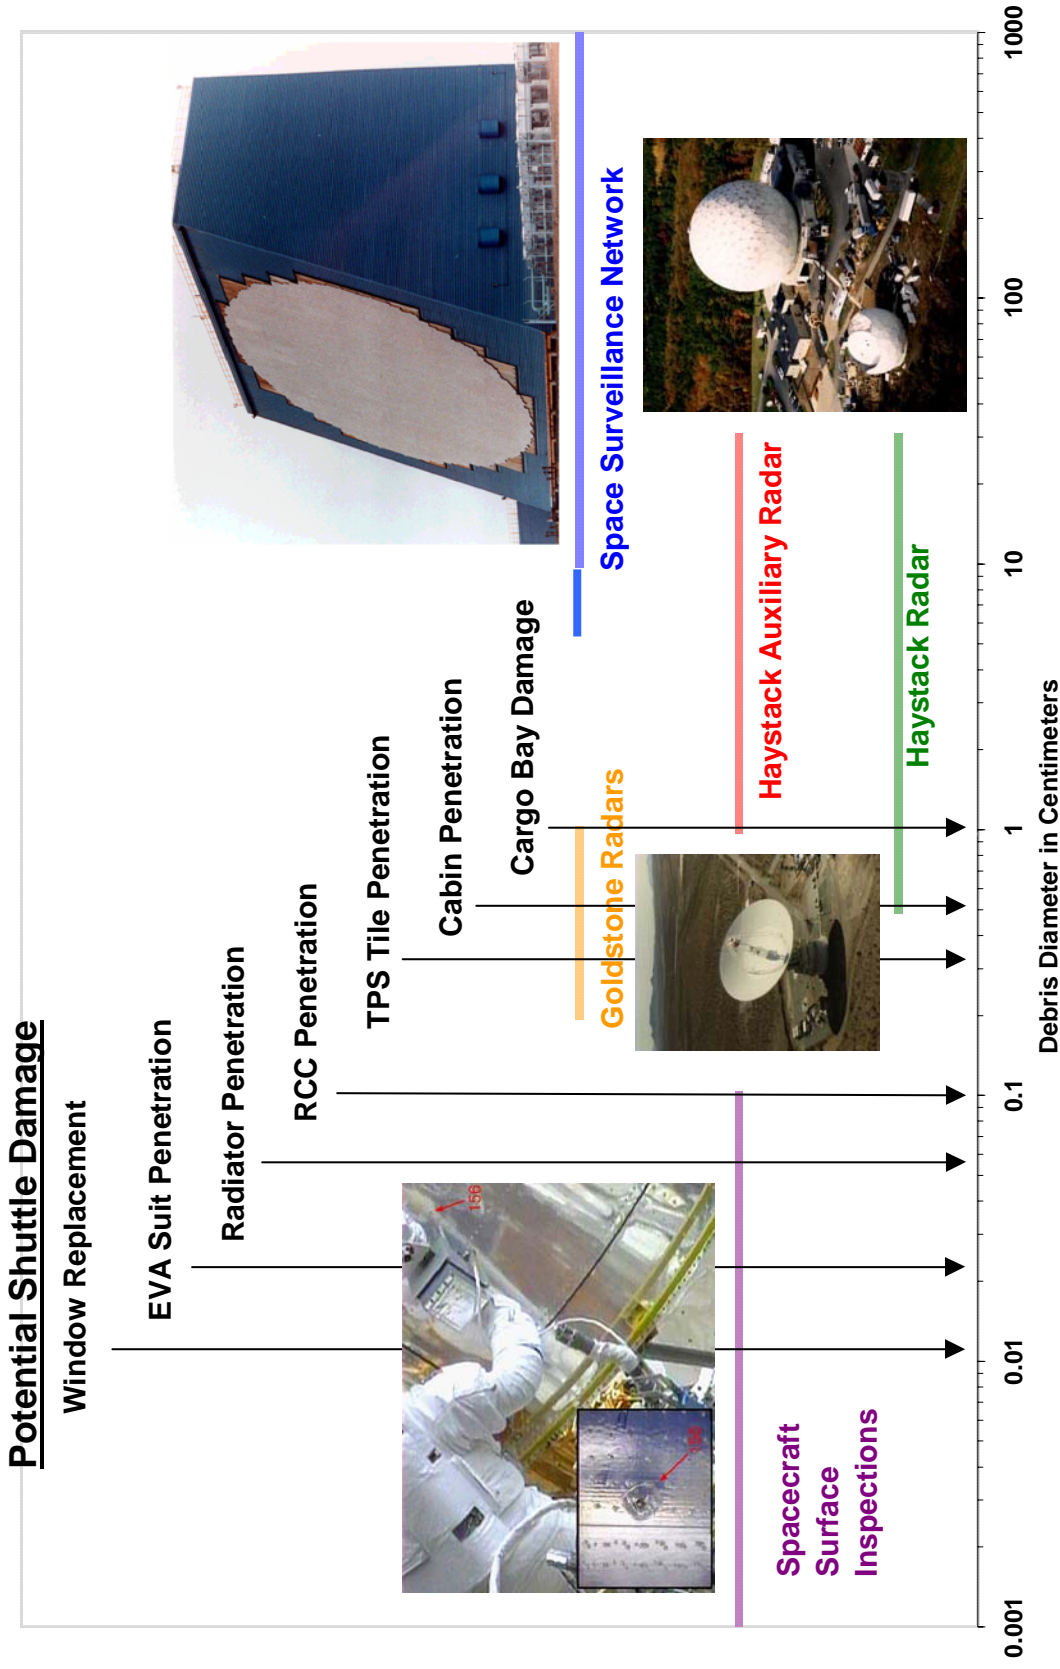 Potential Shuttle Damage
Window Replacement
EVA Suit Penetration
Radiator Penetration
RCC Penetration
TPS Tile Penetration
Cabin Penetration
Cargo Bay Damage
156
158
Goldstone Radars
Space Surveillance Network
Haystack Auxiliary Radar
Spacecraft
Surface
Inspections
Haystack Radar
0.001
0.01
0.1
1
10
100
1000
Debris Diameter in Centimeters